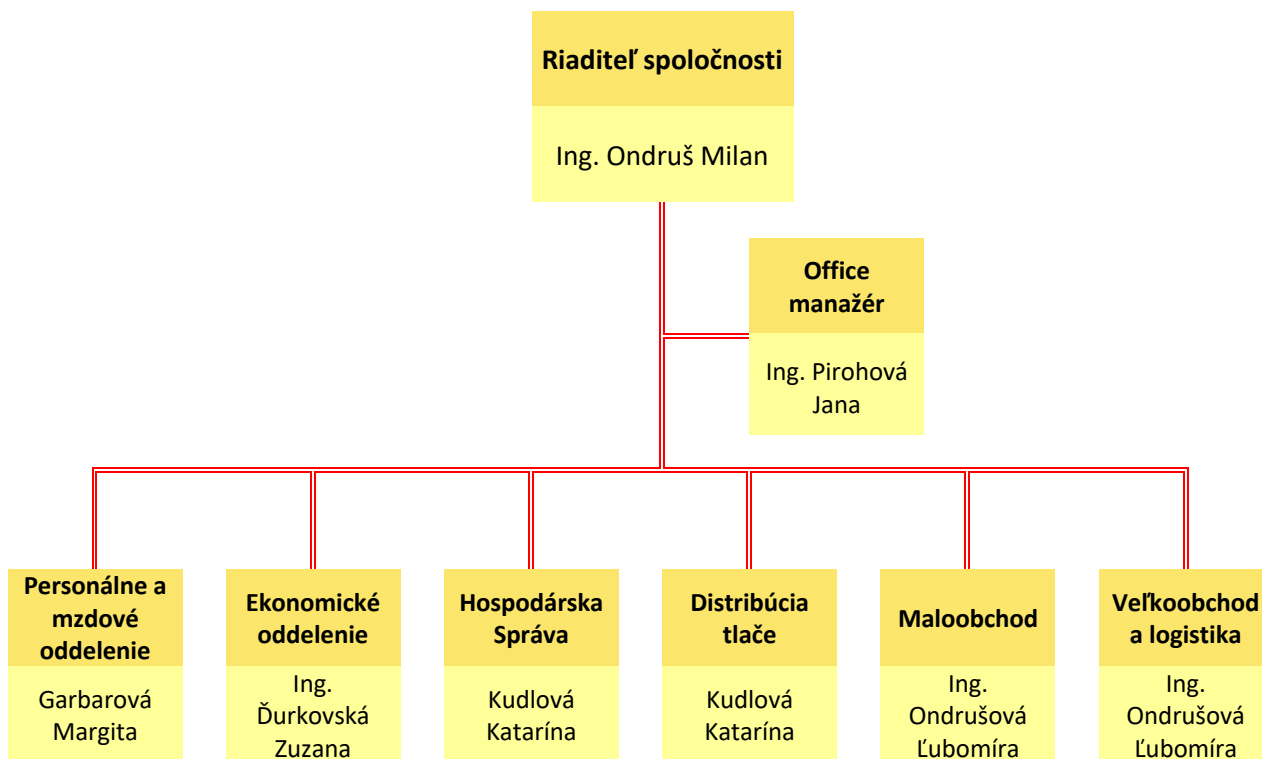 Riaditeľ spoločnosti
Ing. Ondruš Milan
Office
manažér
Ing. Pirohová
Jana
Personálne a
mzdové
oddelenie
Garbarová
Margita
Ekonomické
oddelenie
Ing.
Ďurkovská
Zuzana
Hospodárska
Správa
Kudlová
Katarína
Distribúcia
tlače
Kudlová
Katarína
Maloobchod
Ing.
Ondrušová
Ľubomíra
Veľkoobchod
a logistika
Ing.
Ondrušová
Ľubomíra